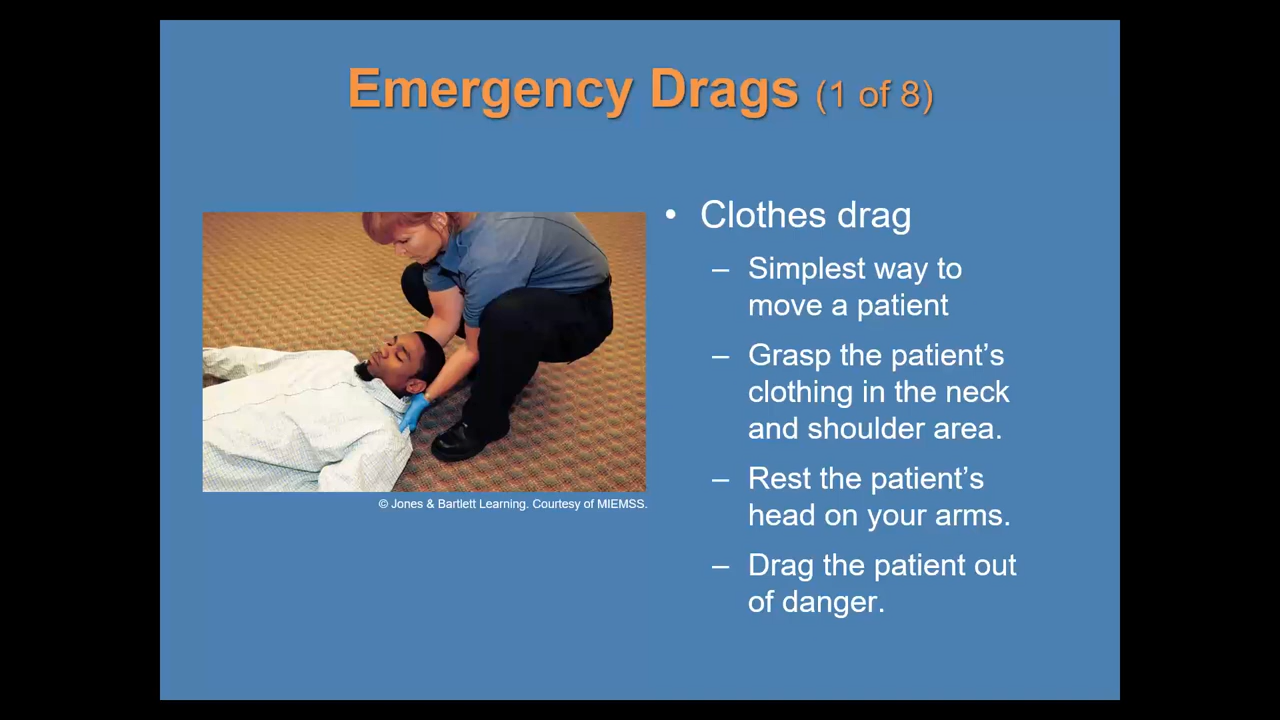 Emergency Drags (1 of 8)
• Clothes drag
– Simplest way to
move a patient
– Grasp the patient’s
clothing in the neck
and shoulder area.
– Rest the patient’s
head on your arms.
– Drag the patient out
of danger.
© Jones & Bartlett Learning. Courtesy of MIEMSS.